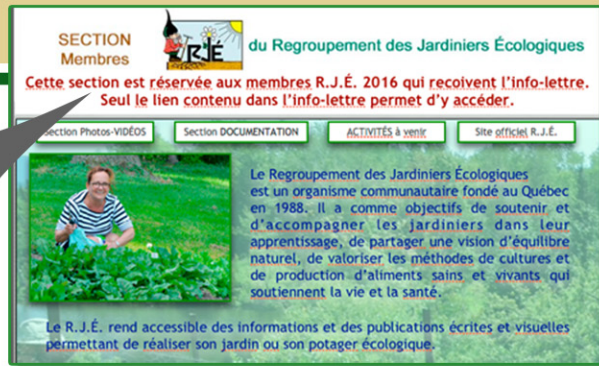 SECTION
Membres
RJÉ
du Regroupement des Jardiniers Écologiques
Cette section est réservée aux membres R.J.É. 2016 qui recoivent l'info-lettre.
Seul le lien contenu dans l'info-lettre permet d'y accéder.
Section Photos-VIDÉOS
Section DOCUMENTATION
ACTIVITÉS à venir
Site officiel R.J.É.
Le Regroupement des Jardiniers Écologiques
est un organisme communautaire fondé au Québec
en 1988. Il a comme objectifs de soutenir et
d'accompagner les jardiniers dans leur
apprentissage, de partager une vision d'équilibre
naturel, de valoriser les méthodes de cultures et
de production d'aliments sains et vivants qui
soutiennent la vie et la santé.
Le R.J.É. rend accessible des informations et des publications écrites et visuelles
permettant de réaliser son jardin ou son potager écologique.